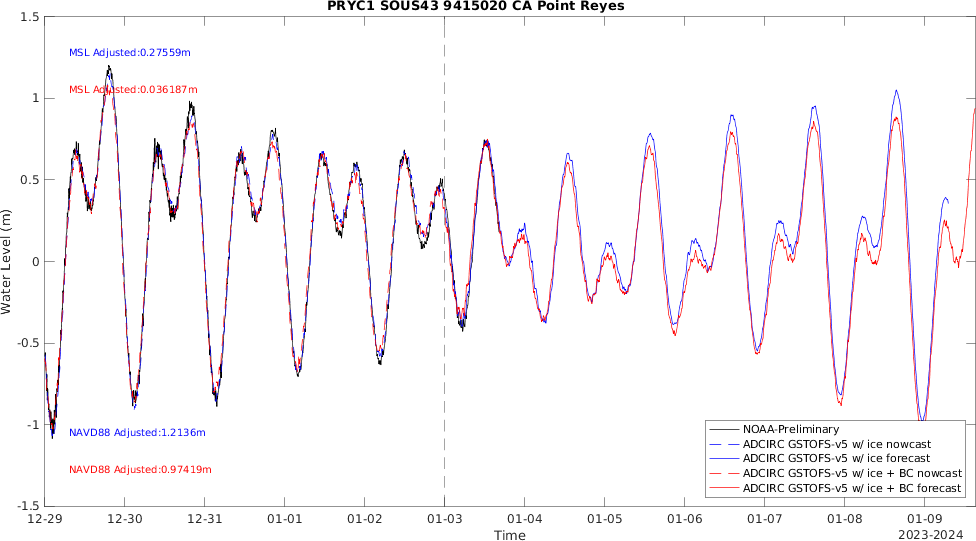 PRYC1 SOUS43 9415020 CA Point Reyes
1.5
1
0.5
0
-0.5
-1
-1.5
Water Level (m)
MSL Adjusted:0.27559m
MSL Adjusted:0.036187m
NAVD88 Adjusted:1.2136m
NAVD88 Adjusted:0.97419m
NOAA-Preliminary
ADCIRC GSTOFS-v5 w/ ice nowcast
ADCIRC GSTOFS-v5 w/ ice forecast
ADCIRC GSTOFS-v5 w/ ice + BC nowcast
ADCIRC GSTOFS-v5 w/ ice + BC forecast
12-29 12-30 12-31 01-01 01-02 01-03 01-04 01-05 01-06 01-07 01-08 01-09
Time
2023-2024